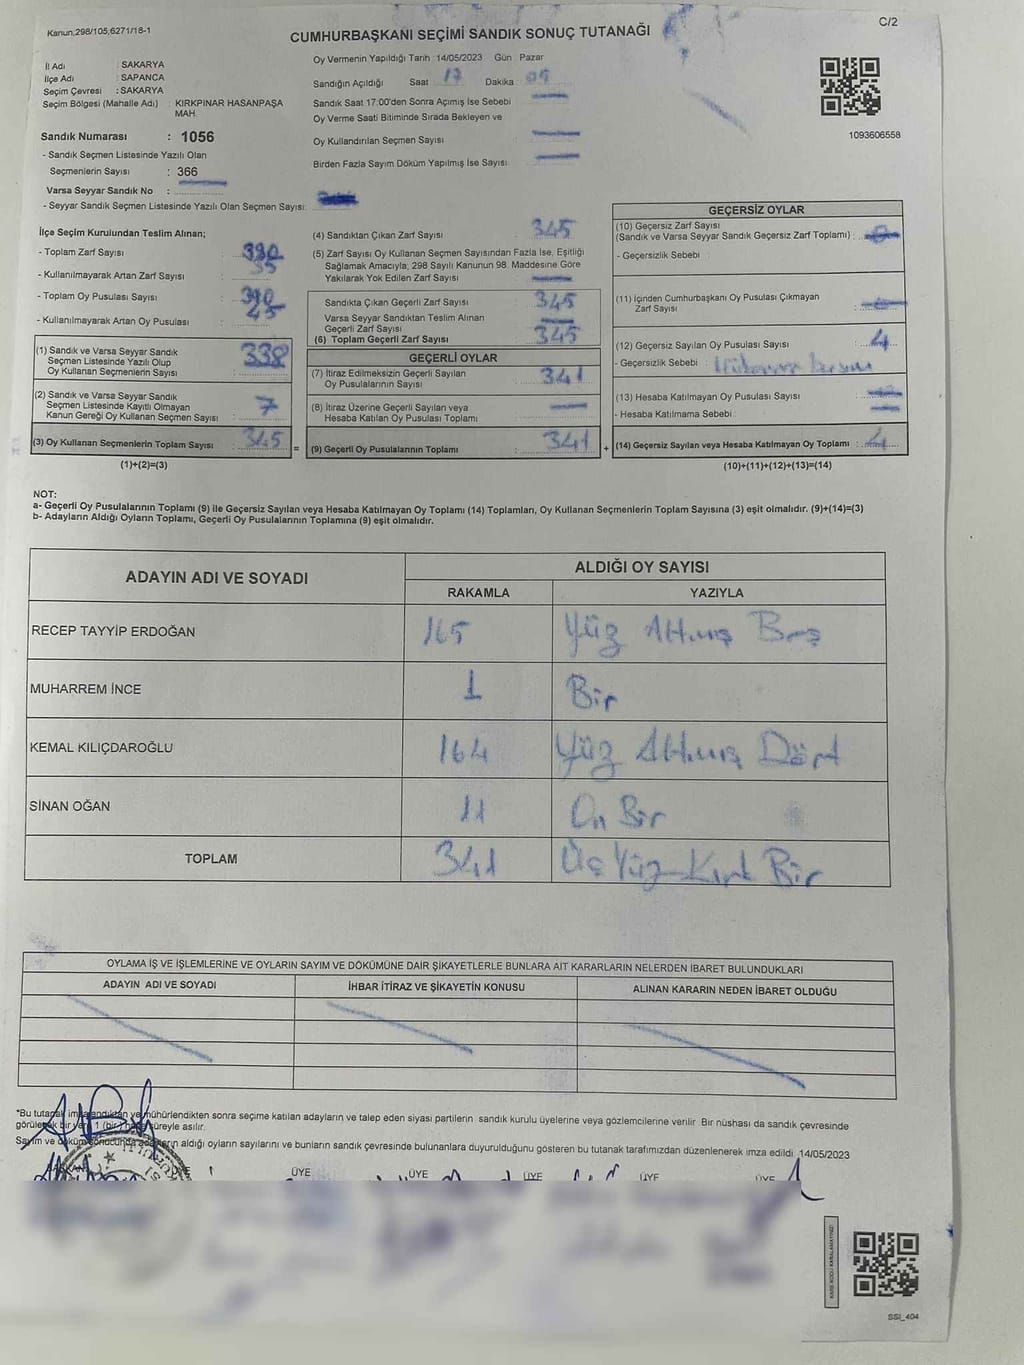 Kanun.298/105,6271/18-1
C/2
CUMHURBAŞKANI SEÇİMİ SANDIK SONUÇ TUTANAĞI
İl Adı : SAKARYA
İlçe Adı : SAPANCA
Seçim Çevresi : SAKARYA
Seçim Bölgesi (Mahalle Adı) : KIRKPINAR HASANPAŞA
MAH.
Sandık Numarası : 1056
- Sandık Seçmen Listesinde Yazılı Olan
Seçmenlerin Sayısı : 366
Varsa Seyyar Sandık No :
- Seyyar Sandık Seçmen Listesinde Yazılı Olan Seçmen Sayısı:
Oy Vermenin Yapıldığı Tarih 14/05/2023 Gün Pazar
Sandığın Açıldığı Saat 17 Dakika
Sandık Saat 17:00'den Sonra Açımış İse Sebebi
Oy Verme Saati Bitiminde Sırada Bekleyen ve
Oy Kullandırılan Seçmen Sayısı
Birden Fazla Sayım Döküm Yapılmış İse Sayısı
1093606558
İlçe Seçim Kurulundan Teslim Alınan;
- Toplam Zarf Sayısı :
- Kullanılmayarak Artan Zarf Sayısı : 35
- Toplam Oy Pusulası Sayısı :
- Kullanılmayarak Artan Oy Pusulası : 45
(1) Sandık ve Varsa Seyyar Sandık
Seçmen Listesinde Yazılı Olup
Oy Kullanan Seçmenlerin Sayısı : 338
(2) Sandık ve Varsa Seyyar Sandık
Seçmen Listesinde Kayıtlı Olmayan
Kanun Gereği Oy Kullanan Seçmen Sayısı : 7
(3) Oy Kullanan Seçmenlerin Toplam Sayısı : 345 =
(1)+(2)=(3)
(4) Sandıktan Çıkan Zarf Sayısı : 345
(5) Zarf Sayısı Oy Kullanan Seçmen Sayısından Fazla İse, Eşitliği
Sağlamak Amacıyla, 298 Sayılı Kanunun 98. Maddesine Göre
Yakılarak Yok Edilen Zarf Sayısı :
Sandıkta Çıkan Geçerli Zarf Sayısı : 345
Varsa Seyyar Sandıktan Teslim Alınan
Geçerli Zarf Sayısı :
(6) Toplam Geçerli Zarf Sayısı : 345
GEÇERLİ OYLAR
(7) İtiraz Edilmeksizin Geçerli Sayılan
Oy Pusulalarının Sayısı : 341
(8) İtiraz Üzerine Geçerli Sayılan veya
Hesaba Katılan Oy Pusulası Toplamı :
(9) Geçerli Oy Pusulalarının Toplamı : 341 +
GEÇERSİZ OYLAR
(10) Geçersiz Zarf Sayısı
(Sandık ve Varsa Seyyar Sandık Geçersiz Zarf Toplamı) :
- Geçersizlik Sebebi :
(11) İçinden Cumhurbaşkanı Oy Pusulası Çıkmayan
Zarf Sayısı :
(12) Geçersiz Sayılan Oy Pusulası Sayısı : 4
- Geçersizlik Sebebi :
(13) Hesaba Katılmayan Oy Pusulası Sayısı :
- Hesaba Katılmama Sebebi :
(14) Geçersiz Sayılan veya Hesaba Katılmayan Oy Toplamı : 4
(10)+(11)+(12)+(13)=(14)
NOT:
a- Geçerli Oy Pusulalarının Toplamı (9) ile Geçersiz Sayılan veya Hesaba Katılmayan Oy Toplamı (14) Toplamları, Oy Kullanan Seçmenlerin Toplam Sayısına (3) eşit olmalıdır. (9)+(14)=(3)
b- Adayların Aldığı Oyların Toplamı, Geçerli Oy Pusulalarının Toplamına (9) eşit olmalıdır.
ADAYIN ADI VE SOYADI
ALDIĞI OY SAYISI
RAKAMLA YAZIYLA
RECEP TAYYİP ERDOĞAN 165 Yüz Altmış Beş
MUHARREM İNCE 1 Bir
KEMAL KILIÇDAROĞLU 164 Yüz Altmış Dört
SİNAN OĞAN 11 On Bir
TOPLAM 341 Üç Yüz Kırk Bir
OYLAMA İŞ VE İŞLEMLERİNE VE OYLARIN SAYIM VE DÖKÜMÜNE DAİR ŞİKAYETLERLE BUNLARA AİT KARARLARIN NELERDEN İBARET BULUNDUKLARI
ADAYIN ADI VE SOYADI İHBAR İTİRAZ VE ŞİKAYETİN KONUSU ALINAN KARARIN NEDEN İBARET OLDUĞU
*Bu tutanak imzalandıktan ve mühürlendikten sonra seçime katılan adayların ve talep eden siyasi partilerin sandık kurulu üyelerine veya gözlemcilerine verilir Bir nüshası da sandık çevresinde
görülecek bir yere 1 (bir) hafta süreyle asılır.
Sayım ve döküm sonucunda adayların aldığı oyların sayılarını ve bunların sandık çevresinde bulunanlara duyurulduğunu gösteren bu tutanak tarafımızdan düzenlenerek imza edildi 14/05/2023
BAŞKAN ÜYE ÜYE ÜYE ÜYE ÜYE
SSI_404